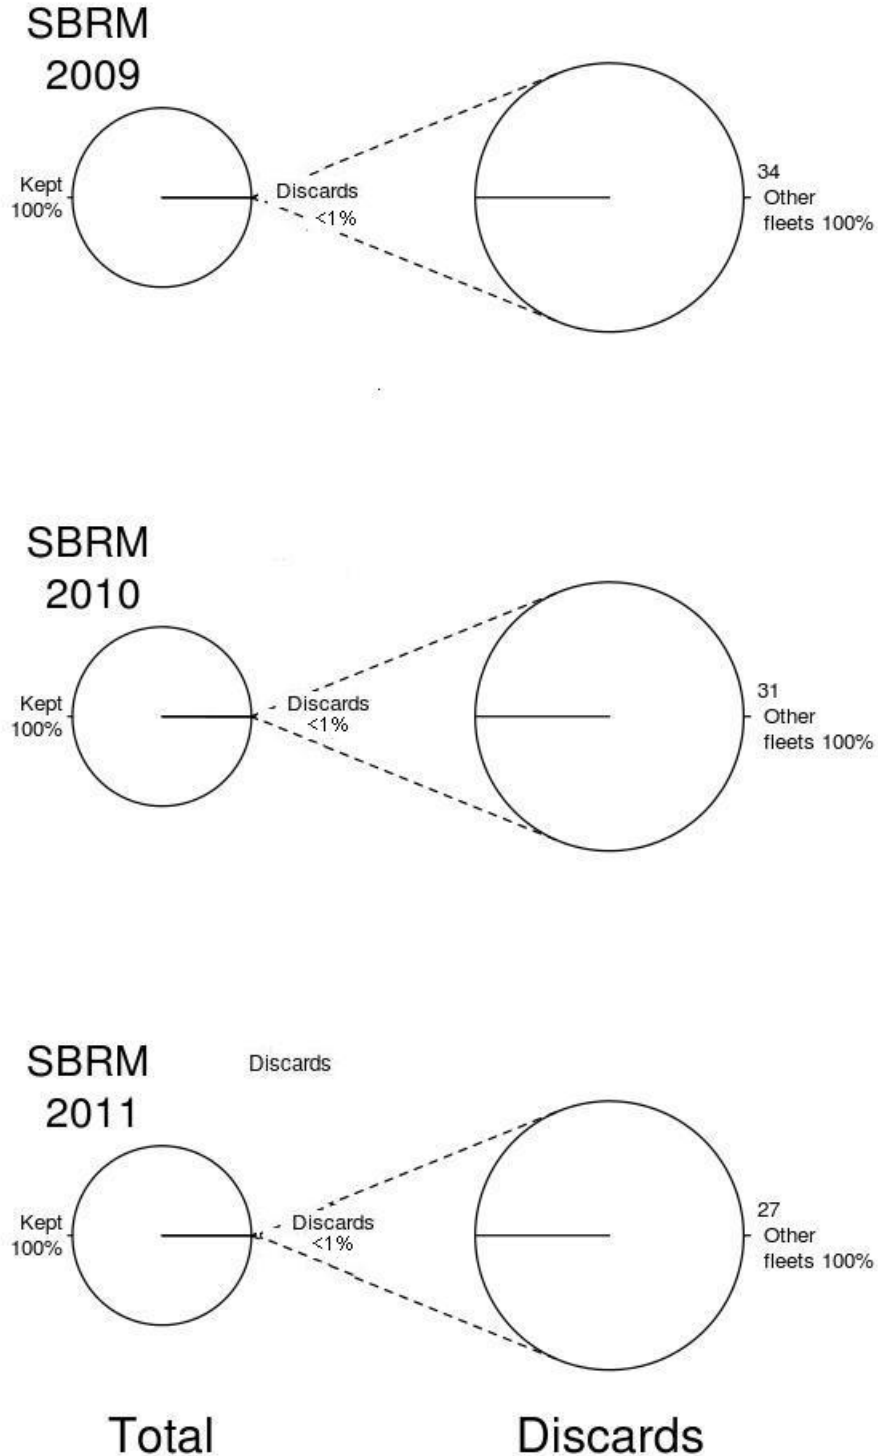 SBRM
2009
Kept
100%
Discards
<1%
34
Other
fleets 100%
SBRM
2010
Kept
100%
Discards
<1%
31
Other
fleets 100%
SBRM
2011
Discards
Kept
100%
Discards
<1%
27
Other
fleets 100%
Total
Discards